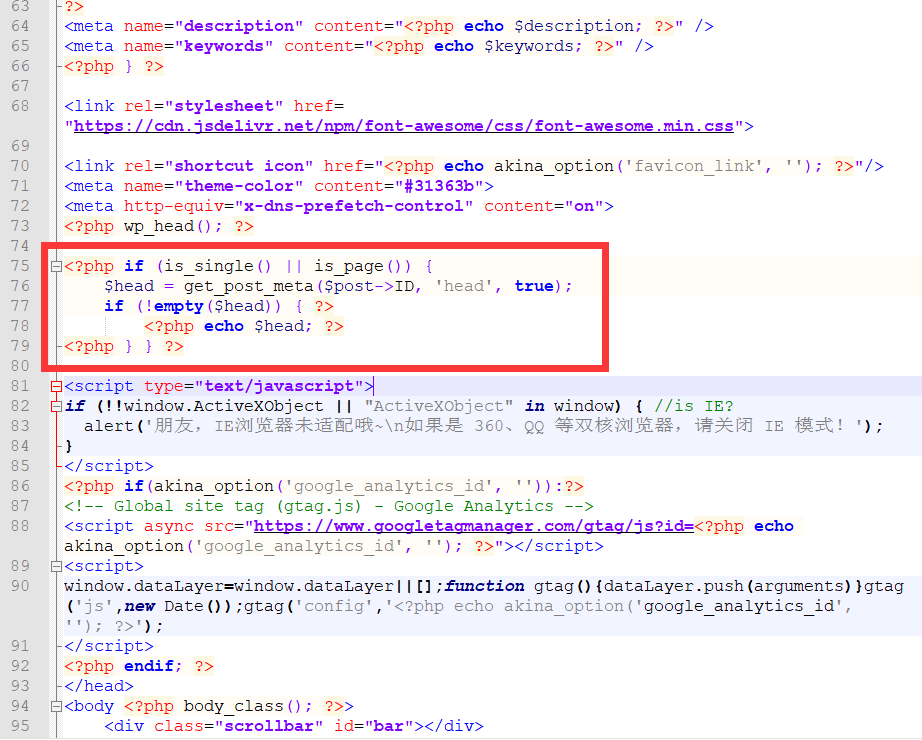 63 ?>
64 <meta name="description" content="<?php echo $description; ?>" />
65 <meta name="keywords" content="<?php echo $keywords; ?>" />
66 <?php } ?>
67
68 <link rel="stylesheet" href=
"https://cdn.jsdelivr.net/npm/font-awesome/css/font-awesome.min.css">
69
70 <link rel="shortcut icon" href="<?php echo akina_option('favicon_link', ''); ?>"/>
71 <meta name="theme-color" content="#31363b">
72 <meta http-equiv="x-dns-prefetch-control" content="on">
73 <?php wp_head(); ?>
74
75 <?php if (is_single() || is_page()) {
76 $head = get_post_meta($post->ID, 'head', true);
77 if (!empty($head)) { ?>
78 <?php echo $head; ?>
79 <?php } } ?>
80
81 <script type="text/javascript">
82 if (!!window.ActiveXObject || "ActiveXObject" in window) { //is IE?
83 alert('朋友，IE浏览器未适配哦~\n如果是 360、QQ 等双核浏览器，请关闭 IE 模式！');
84 }
85 </script>
86 <?php if(akina_option('google_analytics_id', '')):?>
87 <!-- Global site tag (gtag.js) - Google Analytics -->
88 <script async src="https://www.googletagmanager.com/gtag/js?id=<?php echo
akina_option('google_analytics_id', ''); ?>"></script>
89 <script>
90 window.dataLayer=window.dataLayer||[];function gtag(){dataLayer.push(arguments)}gtag
('js',new Date());gtag('config','<?php echo akina_option('google_analytics_id',
''); ?>');
91 </script>
92 <?php endif; ?>
93 </head>
94 <body <?php body_class(); ?>>
95 <div class="scrollbar" id="bar"></div>